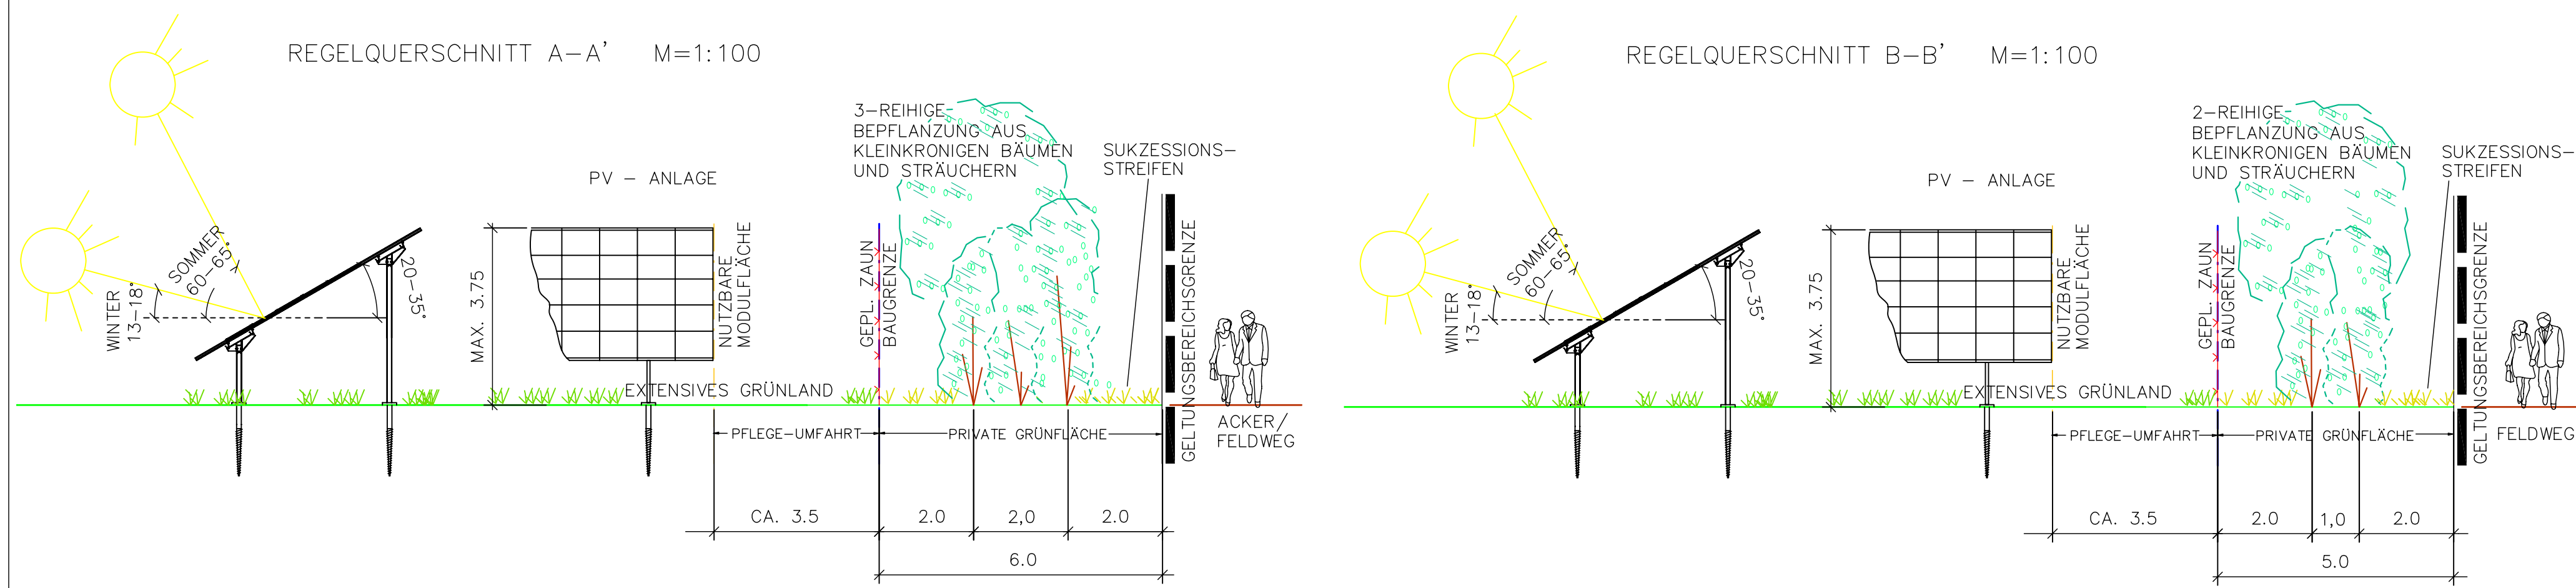 REGELQUERSCHNITT A-A' M=1:100
3-REIHIGE
BEPFLANZUNG AUS
KLEINKRONIGEN BÄUMEN
UND STRÄUCHERN
SUKZESSIONS-
STREIFEN
PV - ANLAGE
SOMMER
60-65°
WINTER
13-18°
20-35°
MAX. 3.75
NUTZBARE
MODULFLÄCHE
GEPL. ZAUN
BAUGRENZE
GELTUNGSBEREICHSGRENZE
EXTENSIVES GRÜNLAND
ACKER/
FELDWEG
PFLEGE-UMFAHRT
PRIVATE GRÜNFLÄCHE
CA. 3.5
2.0
2,0
2.0
6.0
REGELQUERSCHNITT B-B' M=1:100
2-REIHIGE
BEPFLANZUNG AUS
KLEINKRONIGEN BÄUMEN
UND STRÄUCHERN
SUKZESSIONS-
STREIFEN
PV - ANLAGE
SOMMER
60-65°
WINTER
13-18°
20-35°
MAX. 3.75
NUTZBARE
MODULFLÄCHE
GEPL. ZAUN
BAUGRENZE
GELTUNGSBEREICHSGRENZE
EXTENSIVES GRÜNLAND
FELDWEG
PFLEGE-UMFAHRT
PRIVATE GRÜNFLÄCHE
CA. 3.5
2.0
1,0
2.0
5.0